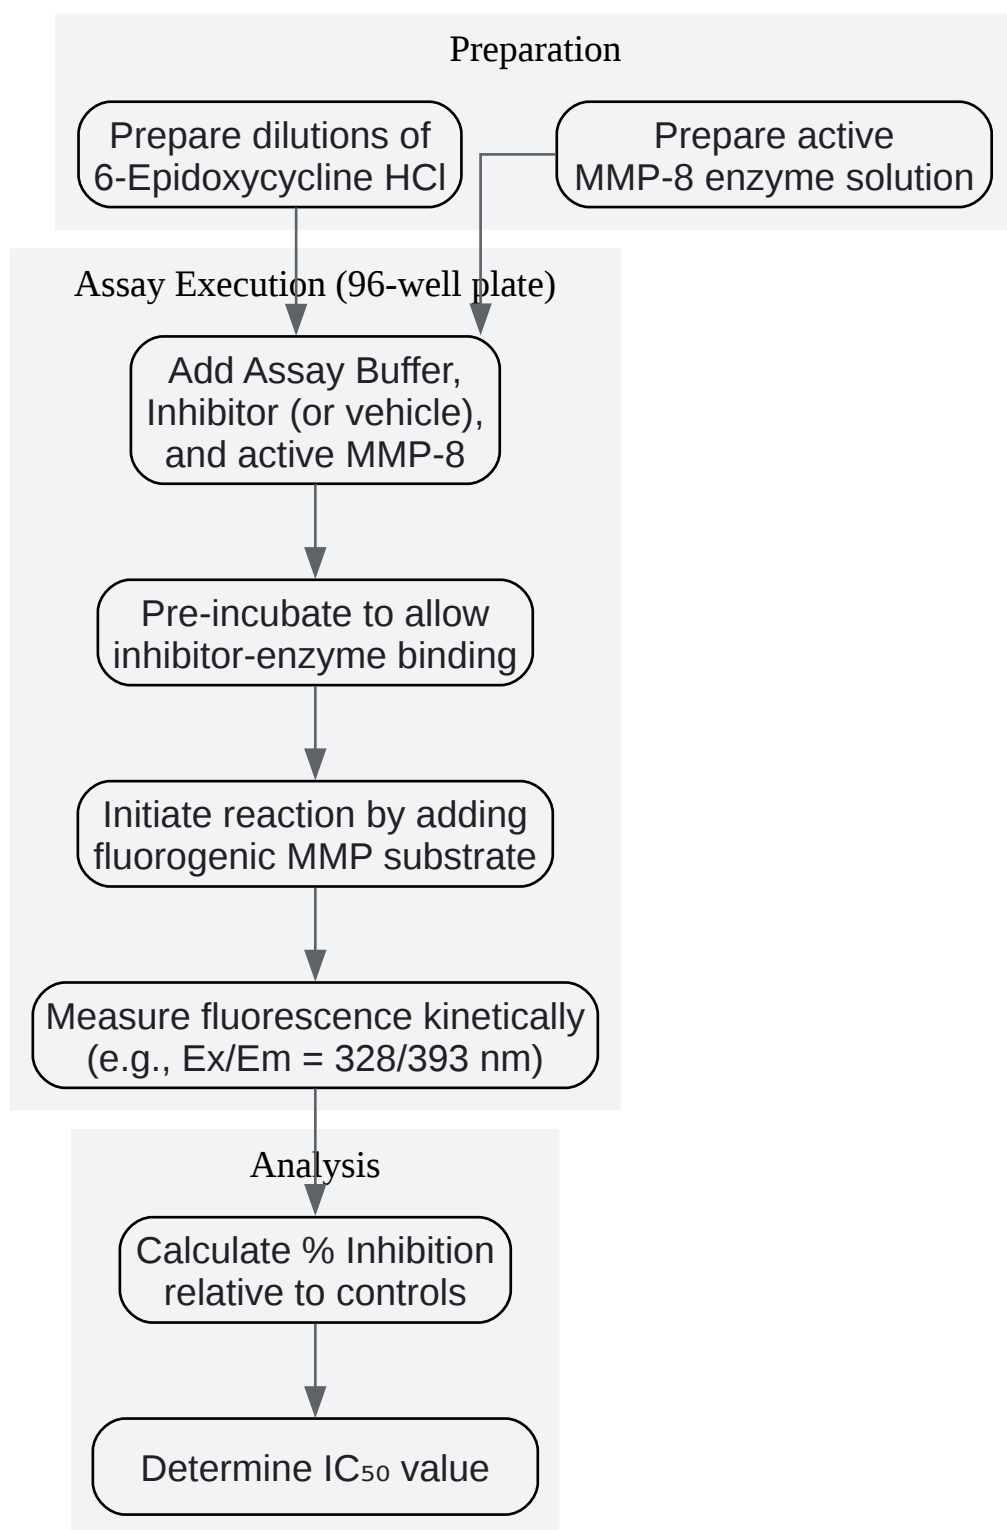 Preparation
Prepare dilutions of
6-Epidoxycycline HCl
Prepare active
MMP-8 enzyme solution
Assay Execution (96-well plate)
Add Assay Buffer,
Inhibitor (or vehicle),
and active MMP-8
Pre-incubate to allow
inhibitor-enzyme binding
Initiate reaction by adding
fluorogenic MMP substrate
Measure fluorescence kinetically
(e.g., Ex/Em = 328/393 nm)
Analysis
Calculate % Inhibition
relative to controls
Determine IC₅₀ value